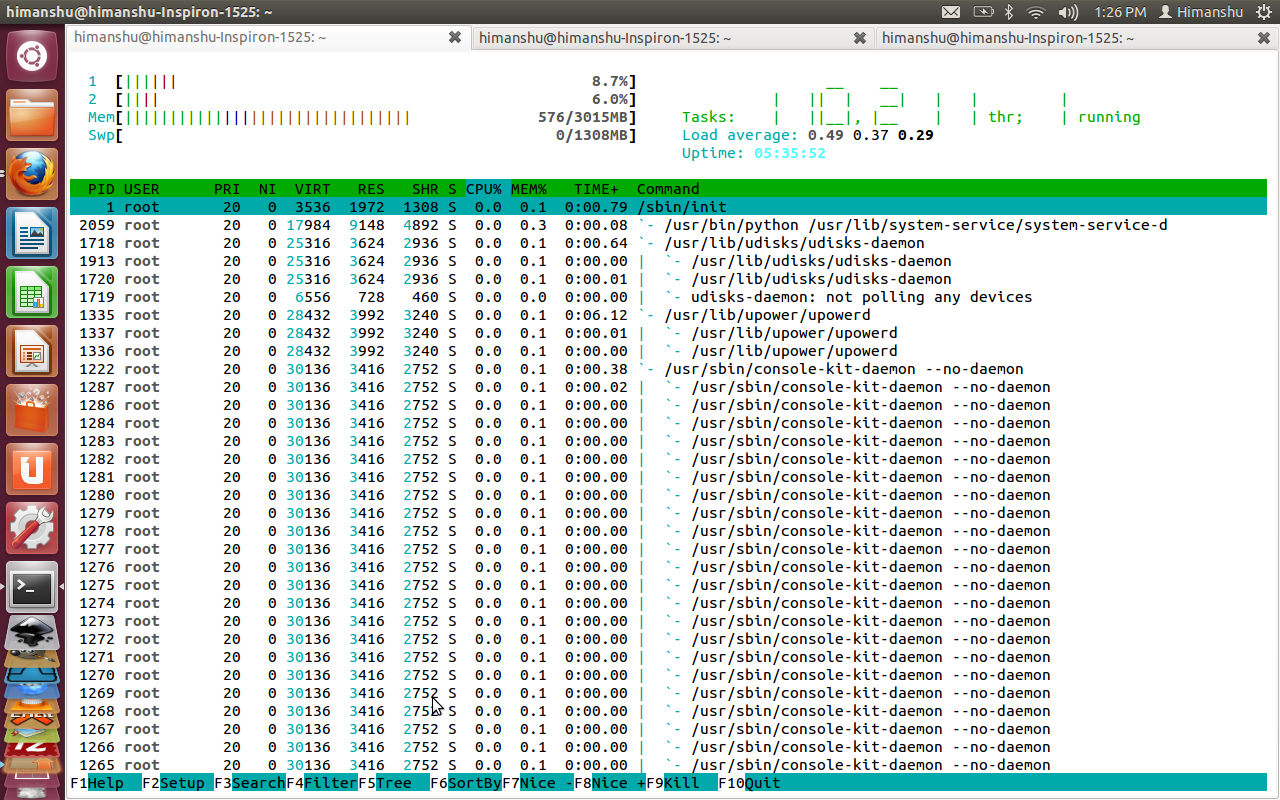 himanshu@himanshu-Inspiron-1525: ~ 1:26 PM Himanshu
himanshu@himanshu-Inspiron-1525: ~ himanshu@himanshu-Inspiron-1525: ~ himanshu@himanshu-Inspiron-1525: ~
1 [|||||| 8.7%]
2 [|||| 6.0%]
Mem[|||||||||||||||||||||||||||||||| 576/3015MB] Tasks: , thr; running
Swp[ 0/1308MB] Load average: 0.49 0.37 0.29
Uptime: 05:35:52
PID USER PRI NI VIRT RES SHR S CPU% MEM% TIME+ Command
1 root 20 0 3536 1972 1308 S 0.0 0.1 0:00.79 /sbin/init
2059 root 20 0 17984 9148 4892 S 0.0 0.3 0:00.08 `- /usr/bin/python /usr/lib/system-service/system-service-d
1718 root 20 0 25316 3624 2936 S 0.0 0.1 0:00.64 `- /usr/lib/udisks/udisks-daemon
1913 root 20 0 25316 3624 2936 S 0.0 0.1 0:00.00 | `- /usr/lib/udisks/udisks-daemon
1720 root 20 0 25316 3624 2936 S 0.0 0.1 0:00.01 | `- /usr/lib/udisks/udisks-daemon
1719 root 20 0 6556 728 460 S 0.0 0.0 0:00.00 | `- udisks-daemon: not polling any devices
1335 root 20 0 28432 3992 3240 S 0.0 0.1 0:06.12 `- /usr/lib/upower/upowerd
1337 root 20 0 28432 3992 3240 S 0.0 0.1 0:00.01 | `- /usr/lib/upower/upowerd
1336 root 20 0 28432 3992 3240 S 0.0 0.1 0:00.00 | `- /usr/lib/upower/upowerd
1222 root 20 0 30136 3416 2752 S 0.0 0.1 0:00.38 `- /usr/sbin/console-kit-daemon --no-daemon
1287 root 20 0 30136 3416 2752 S 0.0 0.1 0:00.02 | `- /usr/sbin/console-kit-daemon --no-daemon
1286 root 20 0 30136 3416 2752 S 0.0 0.1 0:00.00 | `- /usr/sbin/console-kit-daemon --no-daemon
1284 root 20 0 30136 3416 2752 S 0.0 0.1 0:00.00 | `- /usr/sbin/console-kit-daemon --no-daemon
1283 root 20 0 30136 3416 2752 S 0.0 0.1 0:00.00 | `- /usr/sbin/console-kit-daemon --no-daemon
1282 root 20 0 30136 3416 2752 S 0.0 0.1 0:00.00 | `- /usr/sbin/console-kit-daemon --no-daemon
1281 root 20 0 30136 3416 2752 S 0.0 0.1 0:00.00 | `- /usr/sbin/console-kit-daemon --no-daemon
1280 root 20 0 30136 3416 2752 S 0.0 0.1 0:00.00 | `- /usr/sbin/console-kit-daemon --no-daemon
1279 root 20 0 30136 3416 2752 S 0.0 0.1 0:00.00 | `- /usr/sbin/console-kit-daemon --no-daemon
1278 root 20 0 30136 3416 2752 S 0.0 0.1 0:00.00 | `- /usr/sbin/console-kit-daemon --no-daemon
1277 root 20 0 30136 3416 2752 S 0.0 0.1 0:00.00 | `- /usr/sbin/console-kit-daemon --no-daemon
1276 root 20 0 30136 3416 2752 S 0.0 0.1 0:00.00 | `- /usr/sbin/console-kit-daemon --no-daemon
1275 root 20 0 30136 3416 2752 S 0.0 0.1 0:00.00 | `- /usr/sbin/console-kit-daemon --no-daemon
1274 root 20 0 30136 3416 2752 S 0.0 0.1 0:00.00 | `- /usr/sbin/console-kit-daemon --no-daemon
1273 root 20 0 30136 3416 2752 S 0.0 0.1 0:00.00 | `- /usr/sbin/console-kit-daemon --no-daemon
1272 root 20 0 30136 3416 2752 S 0.0 0.1 0:00.00 | `- /usr/sbin/console-kit-daemon --no-daemon
1271 root 20 0 30136 3416 2752 S 0.0 0.1 0:00.00 | `- /usr/sbin/console-kit-daemon --no-daemon
1270 root 20 0 30136 3416 2752 S 0.0 0.1 0:00.00 | `- /usr/sbin/console-kit-daemon --no-daemon
1269 root 20 0 30136 3416 2752 S 0.0 0.1 0:00.00 | `- /usr/sbin/console-kit-daemon --no-daemon
1268 root 20 0 30136 3416 2752 S 0.0 0.1 0:00.00 | `- /usr/sbin/console-kit-daemon --no-daemon
1267 root 20 0 30136 3416 2752 S 0.0 0.1 0:00.00 | `- /usr/sbin/console-kit-daemon --no-daemon
1266 root 20 0 30136 3416 2752 S 0.0 0.1 0:00.00 | `- /usr/sbin/console-kit-daemon --no-daemon
1265 root 20 0 30136 3416 2752 S 0.0 0.1 0:00.00 | `- /usr/sbin/console-kit-daemon --no-daemon
F1Help F2Setup F3SearchF4FilterF5Tree F6SortByF7Nice -F8Nice +F9Kill F10Quit